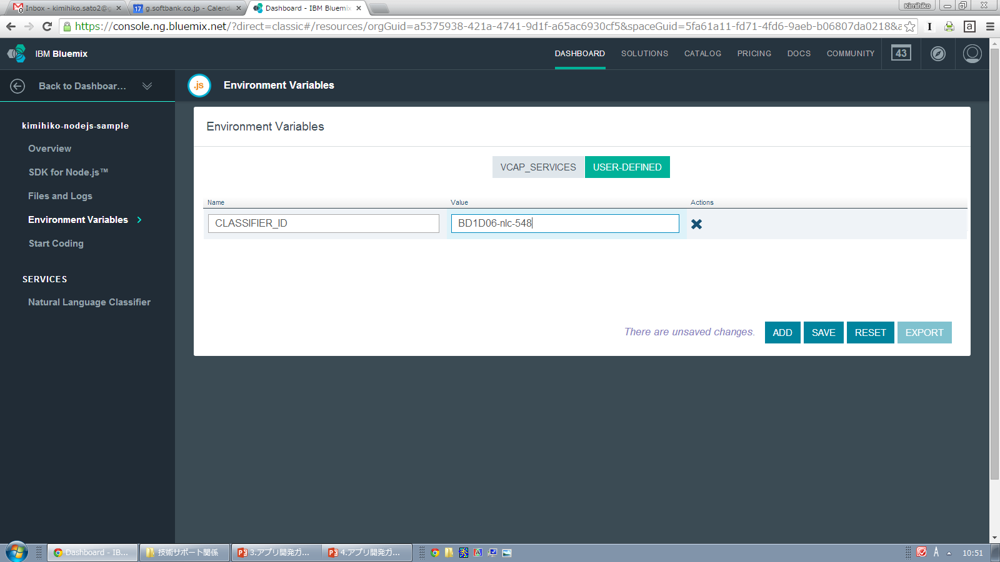 Inbox - kimihiko.sato2@g
17 g.softbank.co.jp - Calend
Dashboard - IBM Bluemix
Kimihiko
https://console.ng.bluemix.net/?direct=classic#/resources/orgGuid=a5375938-421a-4741-9d1f-a65ac6930cf5&spaceGuid=5fa61a11-fd71-4fd6-9aeb-b06807da0218&a
IBM Bluemix
DASHBOARD SOLUTIONS CATALOG PRICING DOCS COMMUNITY 43
Back to Dashboar...
.js Environment Variables
kimihiko-nodejs-sample
Overview
SDK for Node.js™
Files and Logs
Environment Variables
Start Coding
SERVICES
Natural Language Classifier
Environment Variables
VCAP_SERVICES USER-DEFINED
Name Value Actions
CLASSIFIER_ID BD1D06-nlc-548
There are unsaved changes. ADD SAVE RESET EXPORT
Dashboard - IB...
技術サポート関係
3.アプリ開発ガ...
4.アプリ開発ガ...
A
10:51